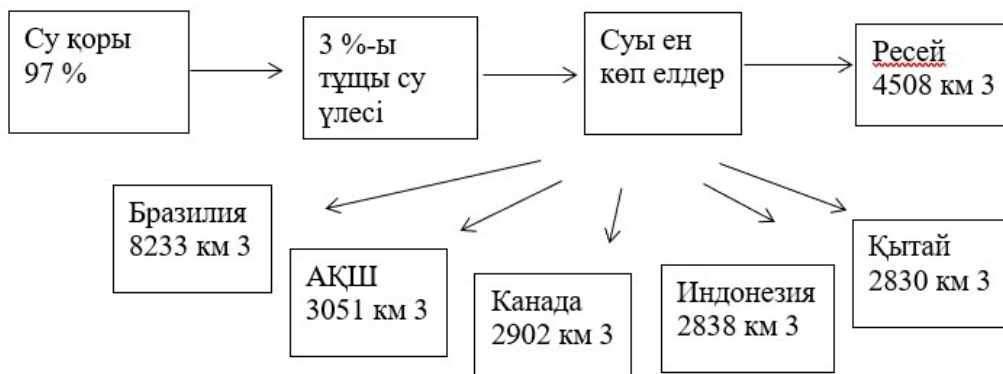 Су қоры
97 %
3 %-ы
тұщы су
үлесі
Суы ен
көп елдер
Ресей
4508 км 3
Бразилия
8233 км 3
АҚШ
3051 км 3
Канада
2902 км 3
Индонезия
2838 км 3
Қытай
2830 км 3